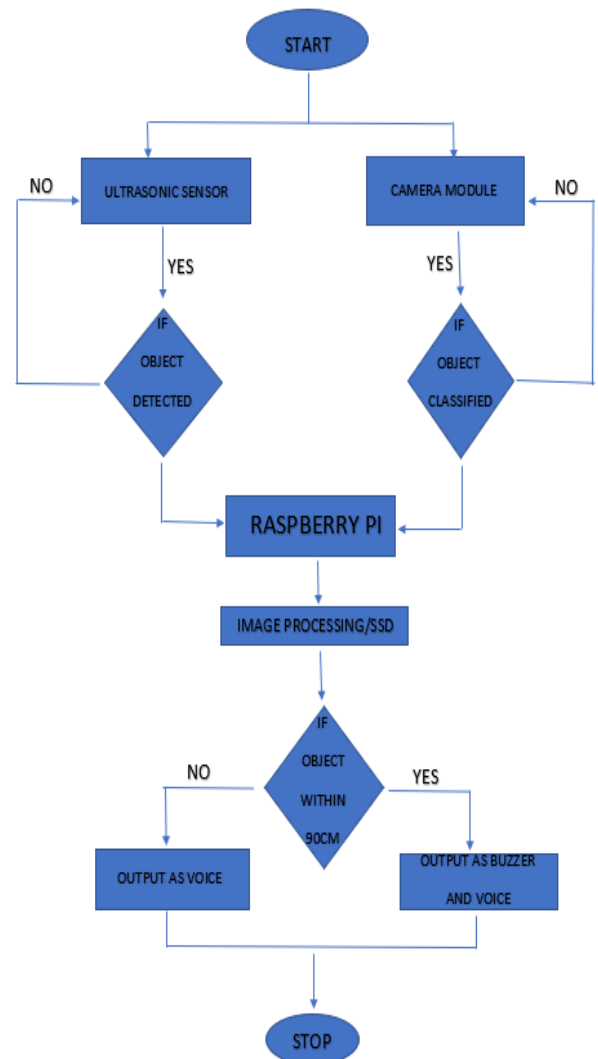 START
NO
ULTRASONIC SENSOR
CAMERA MODULE
NO
YES
YES
IF
OBJECT
DETECTED
IF
OBJECT
CLASSIFIED
RASPBERRY PI
IMAGE PROCESSING/SSD
IF
OBJECT
WITHIN
90CM
NO
YES
OUTPUT AS VOICE
OUTPUT AS BUZZER
AND VOICE
STOP